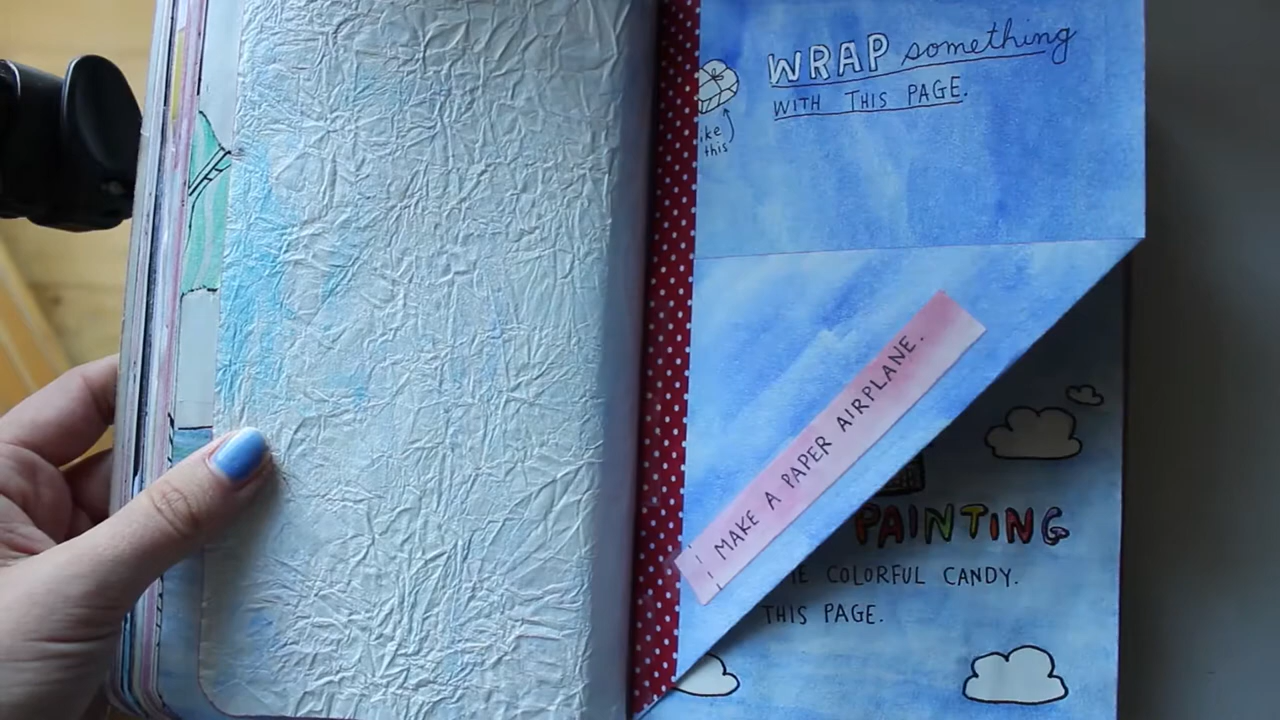 WRAP something
WITH THIS PAGE.
this
MAKE A PAPER AIRPLANE.
PAINTING
COLORFUL CANDY.
THIS PAGE.